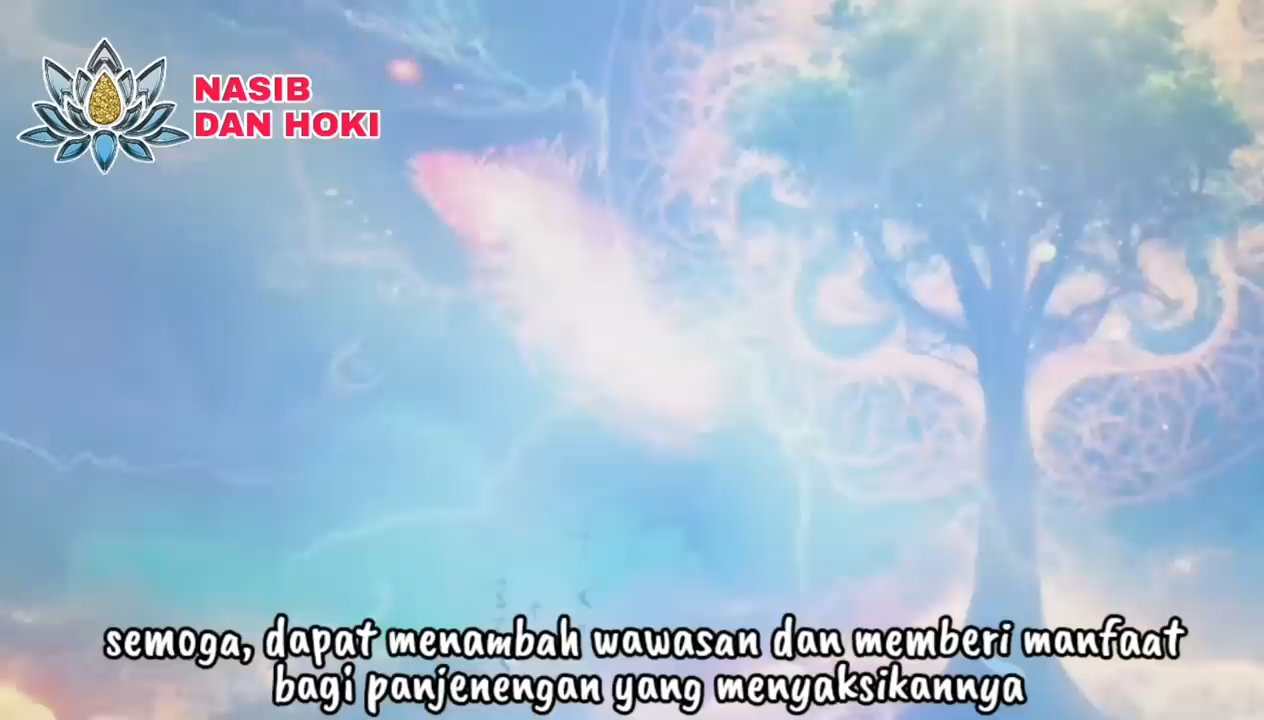 NASIB
DAN HOKI
semoga, dapat menambah wawasan dan memberi manfaat
bagi panjenengan yang menyaksikannya